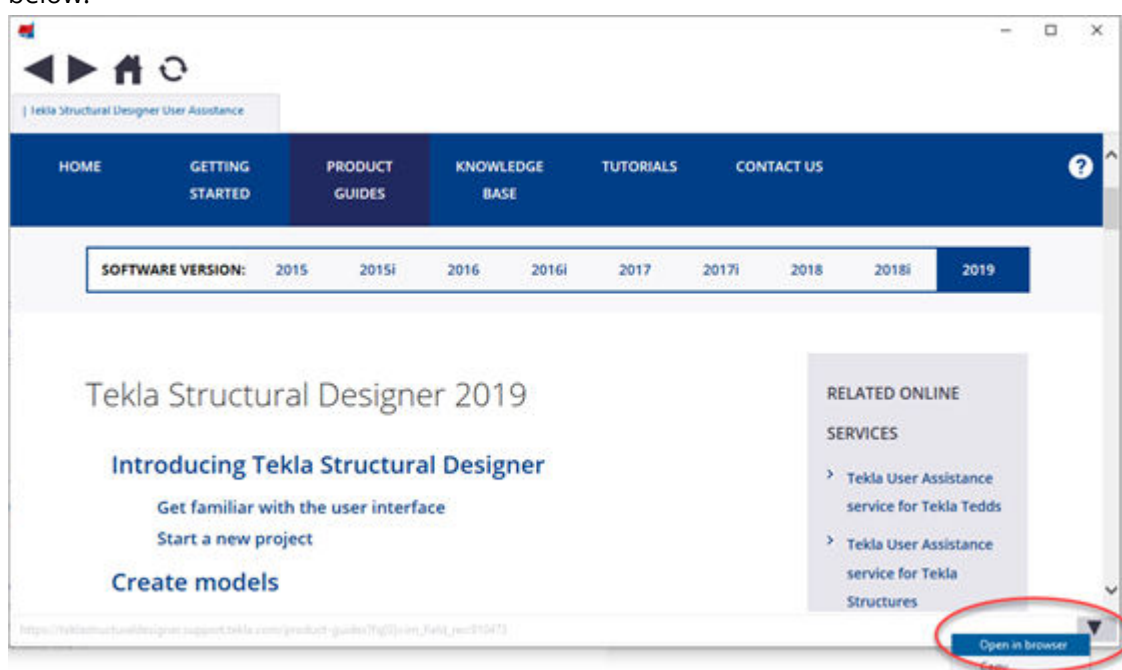 below.
| Tekla Structural Designer User Assistance
HOME GETTING STARTED PRODUCT GUIDES KNOWLEDGE BASE TUTORIALS CONTACT US ?
SOFTWARE VERSION: 2015 2015i 2016 2016i 2017 2017i 2018 2018i 2019
Tekla Structural Designer 2019
Introducing Tekla Structural Designer
Get familiar with the user interface
Start a new project
Create models
RELATED ONLINE
SERVICES
Tekla User Assistance
service for Tekla Tedds
Tekla User Assistance
service for Tekla
Structures
Open in browser
Copy